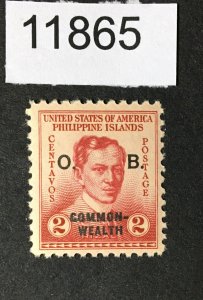 11865
UNITED STATES OF AMERICA
PHILIPPINE ISLANDS
CENTAVOS
POSTAGE
O. B.
2 COMMON- 2
WEALTH